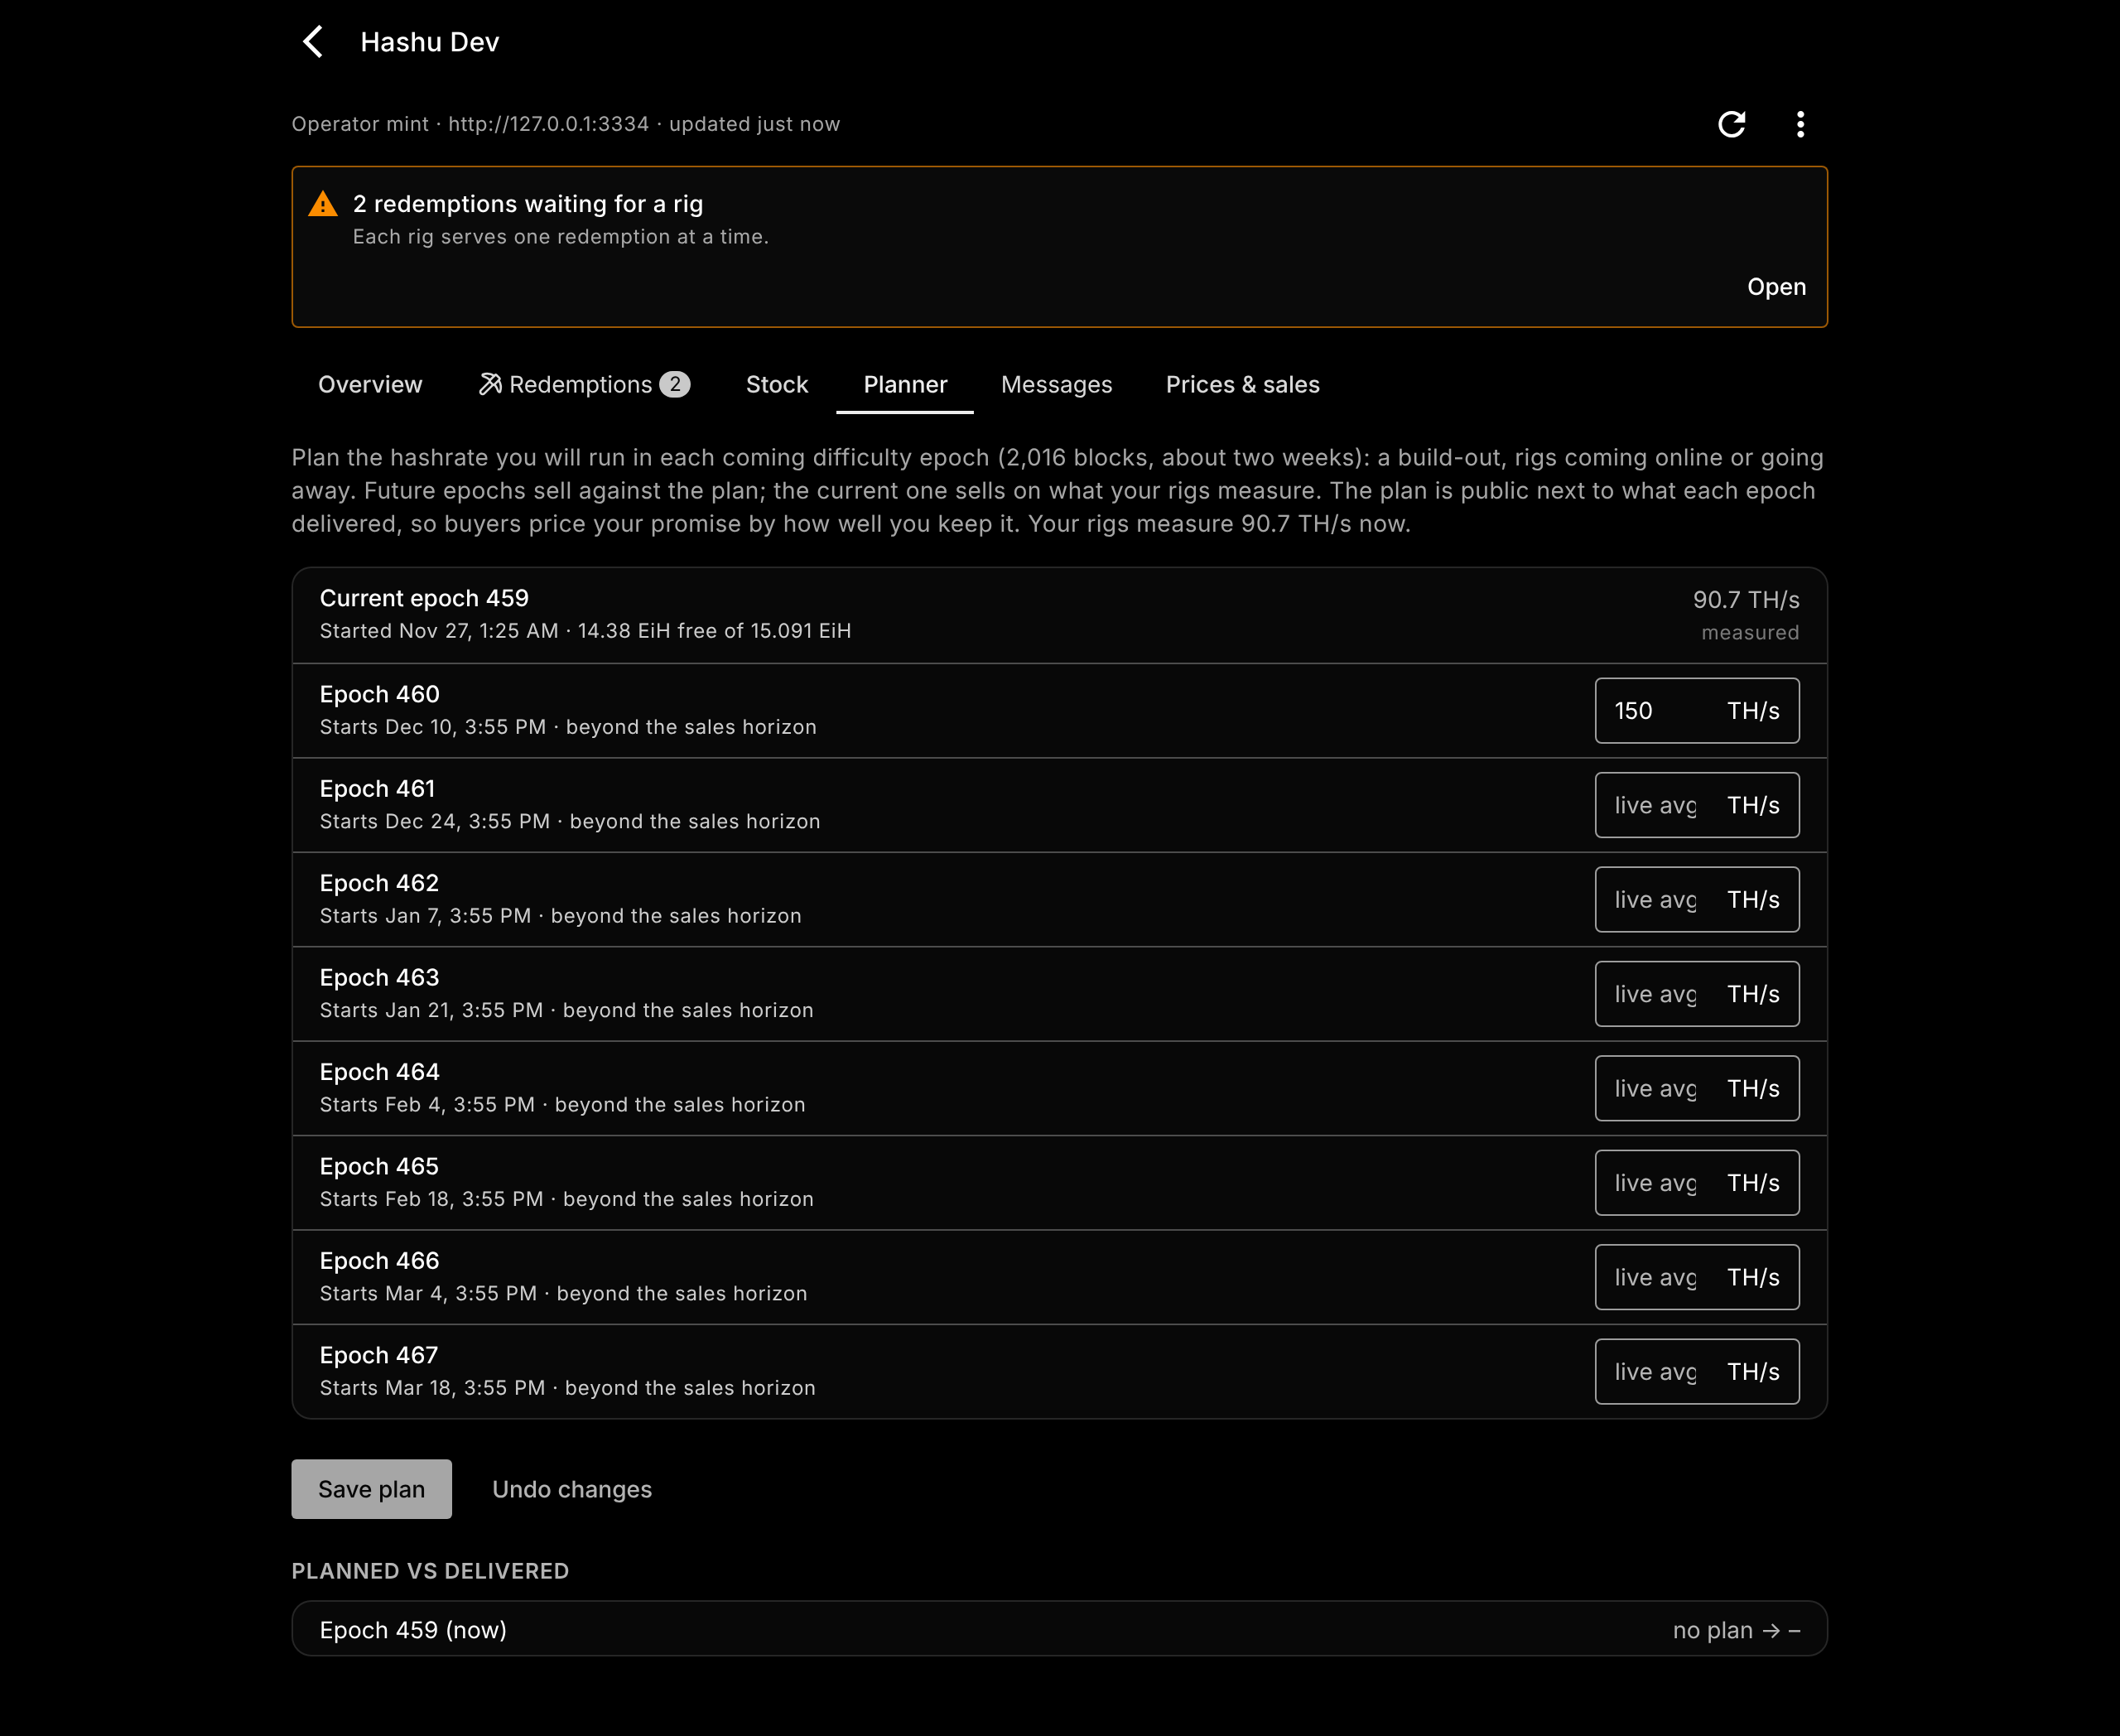 Hashu Dev
Operator mint · http://127.0.0.1:3334 · updated just now
2 redemptions waiting for a rig
Each rig serves one redemption at a time.
Open
Overview Redemptions 2 Stock Planner Messages Prices & sales
Plan the hashrate you will run in each coming difficulty epoch (2,016 blocks, about two weeks): a build-out, rigs coming online or going
away. Future epochs sell against the plan; the current one sells on what your rigs measure. The plan is public next to what each epoch
delivered, so buyers price your promise by how well you keep it. Your rigs measure 90.7 TH/s now.
Current epoch 459 90.7 TH/s
Started Nov 27, 1:25 AM · 14.38 EiH free of 15.091 EiH measured
Epoch 460
Starts Dec 10, 3:55 PM · beyond the sales horizon
150 TH/s
Epoch 461
Starts Dec 24, 3:55 PM · beyond the sales horizon
live avg TH/s
Epoch 462
Starts Jan 7, 3:55 PM · beyond the sales horizon
live avg TH/s
Epoch 463
Starts Jan 21, 3:55 PM · beyond the sales horizon
live avg TH/s
Epoch 464
Starts Feb 4, 3:55 PM · beyond the sales horizon
live avg TH/s
Epoch 465
Starts Feb 18, 3:55 PM · beyond the sales horizon
live avg TH/s
Epoch 466
Starts Mar 4, 3:55 PM · beyond the sales horizon
live avg TH/s
Epoch 467
Starts Mar 18, 3:55 PM · beyond the sales horizon
live avg TH/s
Save plan Undo changes
PLANNED VS DELIVERED
Epoch 459 (now) no plan → –